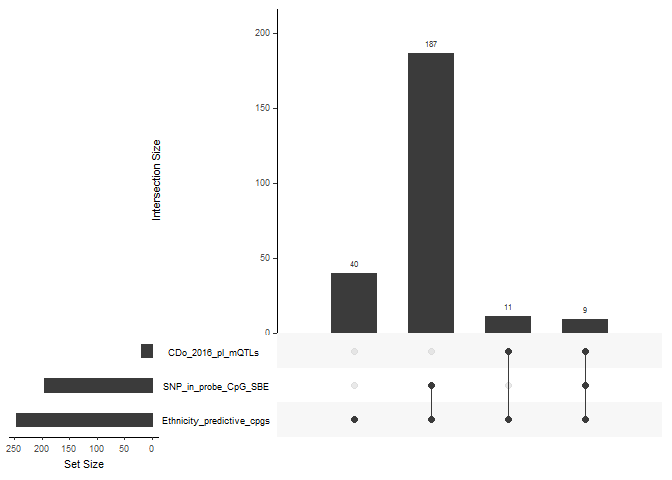 200
187
150
Intersection Size
100
50
40
11
9
0
CDo_2016_pl_mQTLs
SNP_in_probe_CpG_SBE
Ethnicity_predictive_cpgs
250 200 150 100 50 0
Set Size